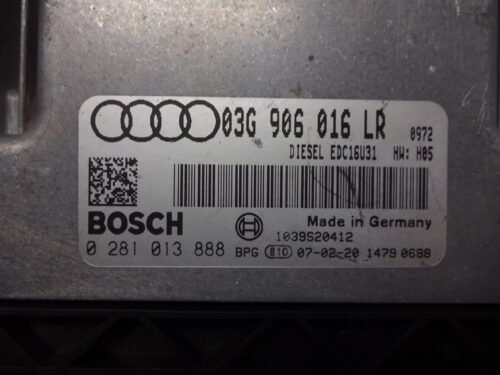 03G 906 016 LR 0972
DIESEL EDC16U31 HW: H05
BOSCH Made in Germany
1039S20412
0 281 013 888 BPG 810 07-02-20 1479 0688